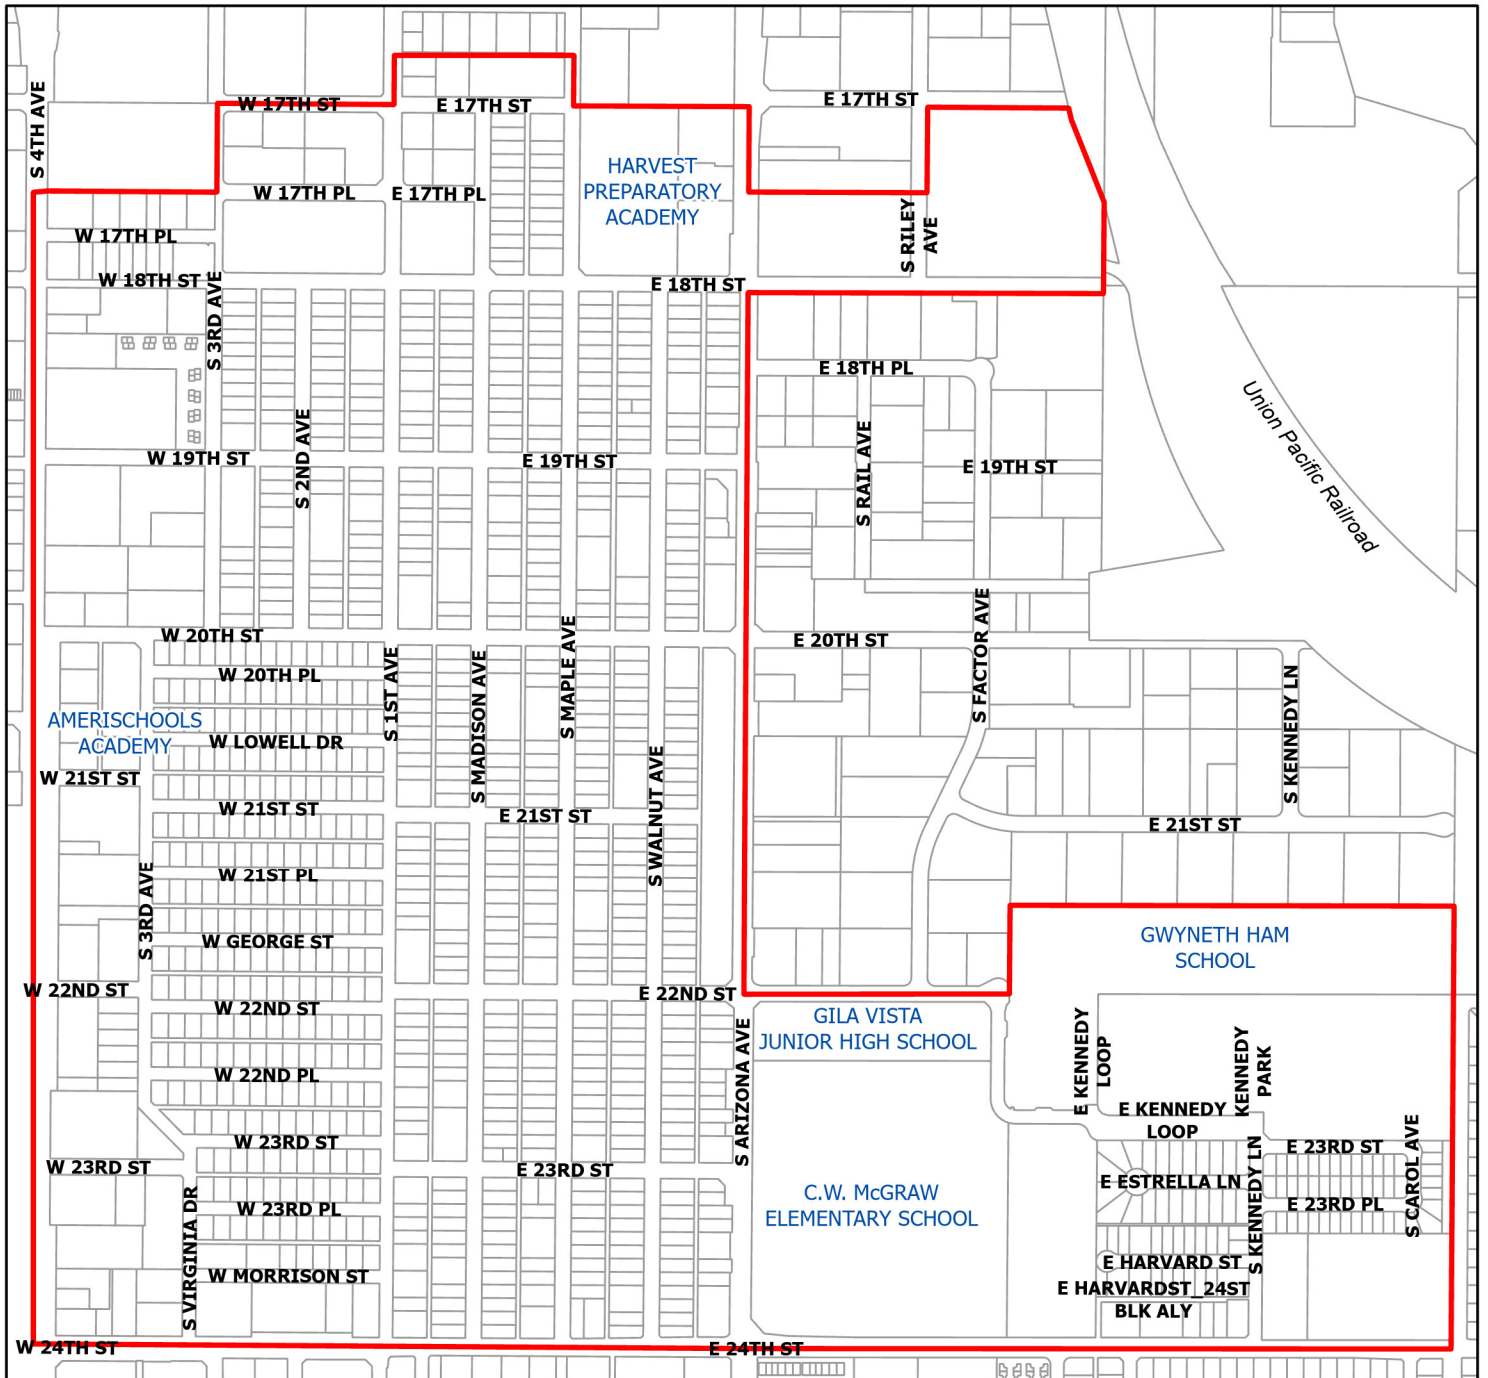 S 4TH AVE
W 17TH ST
E 17TH ST
E 17TH ST
HARVEST
PREPARATORY
ACADEMY
W 17TH PL
E 17TH PL
S RILEY
AVE
W 17TH PL
W 18TH ST
E 18TH ST
S 3RD AVE
E 18TH PL
Union Pacific Railroad
S 2ND AVE
S RAIL AVE
W 19TH ST
E 19TH ST
E 19TH ST
W 20TH ST
E 20TH ST
S FACTOR AVE
W 20TH PL
S 1ST AVE
S MADISON AVE
S MAPLE AVE
S KENNEDY LN
AMERISCHOOLS
ACADEMY
W LOWELL DR
W 21ST ST
W 21ST ST
E 21ST ST
S WALNUT AVE
E 21ST ST
W 21ST PL
S 3RD AVE
W GEORGE ST
GWYNETH HAM
SCHOOL
W 22ND ST
E 22ND ST
W 22ND ST
GILA VISTA
JUNIOR HIGH SCHOOL
S ARIZONA AVE
E KENNEDY
LOOP
KENNEDY
PARK
W 22ND PL
E KENNEDY
LOOP
W 23RD ST
W 23RD ST
E 23RD ST
E 23RD ST
S CAROL AVE
E ESTRELLA LN
S KENNEDY LN
C.W. McGRAW
ELEMENTARY SCHOOL
W 23RD PL
E 23RD PL
S VIRGINIA DR
W MORRISON ST
E HARVARD ST
E HARVARDST_24ST
BLK ALY
W 24TH ST
E 24TH ST